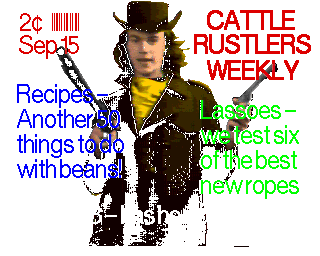 2¢
Sep 15
CATTLE
RUSTLERS
WEEKLY
Recipes –
Another 50
things to do
with beans!
Lassoes –
we test six
of the best
new ropes